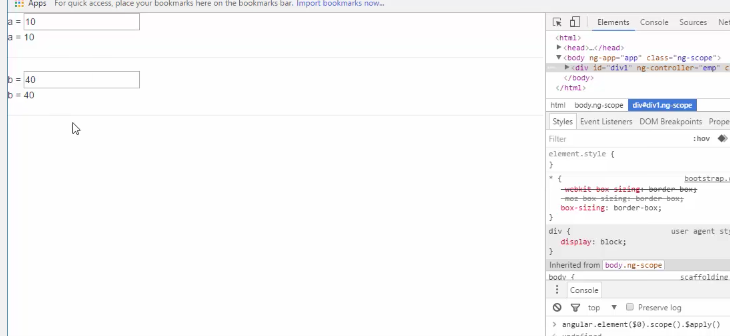 Apps For quick access, place your bookmarks here on the bookmarks bar. Import bookmarks now...
a = 10
a = 10
b = 40
b = 40
Elements Console Sources
<html>
<head>…</head>
<body ng-app="app" class="ng-scope">
<div id="div1" ng-controller="emp"
</body>
</html>
html body.ng-scope div#div1.ng-scope
Styles Event Listeners DOM Breakpoints
Filter :hov
element.style {
}
* {
-webkit-box-sizing: border-box;
-moz-box-sizing: border-box;
box-sizing: border-box;
}
div { user agent
display: block;
}
Inherited from body.ng-scope
body { scaffolding
Console
top Preserve log
> angular.element($0).scope().$apply()